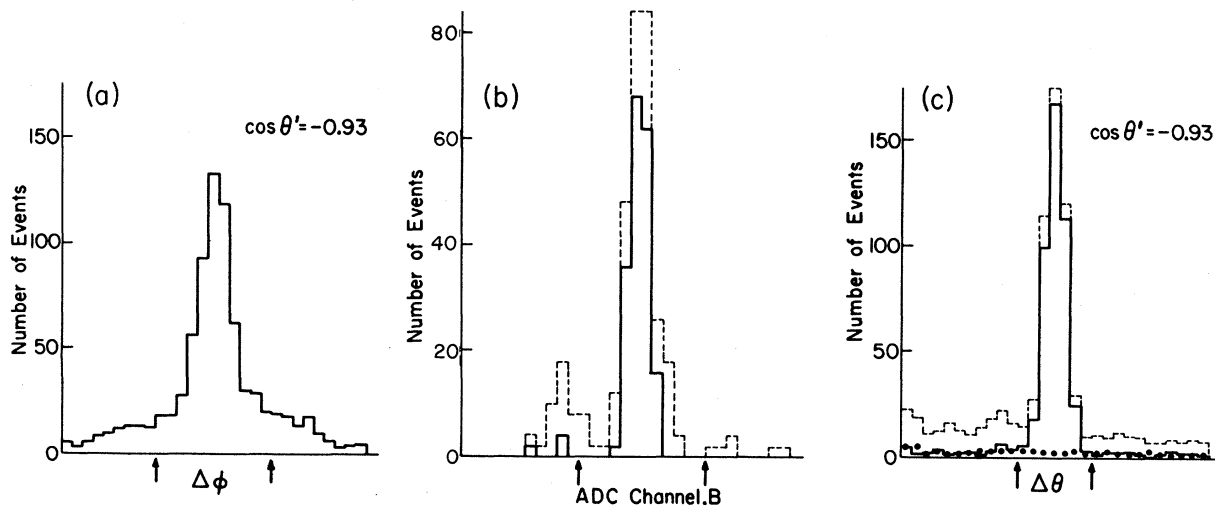 (a)
cos θ'=-0.93
150
100
50
0
Number of Events
Δφ
(b)
80
60
40
20
0
Number of Events
ADC Channel.B
(c)
cos θ'=-0.93
150
100
50
0
Number of Events
Δθ